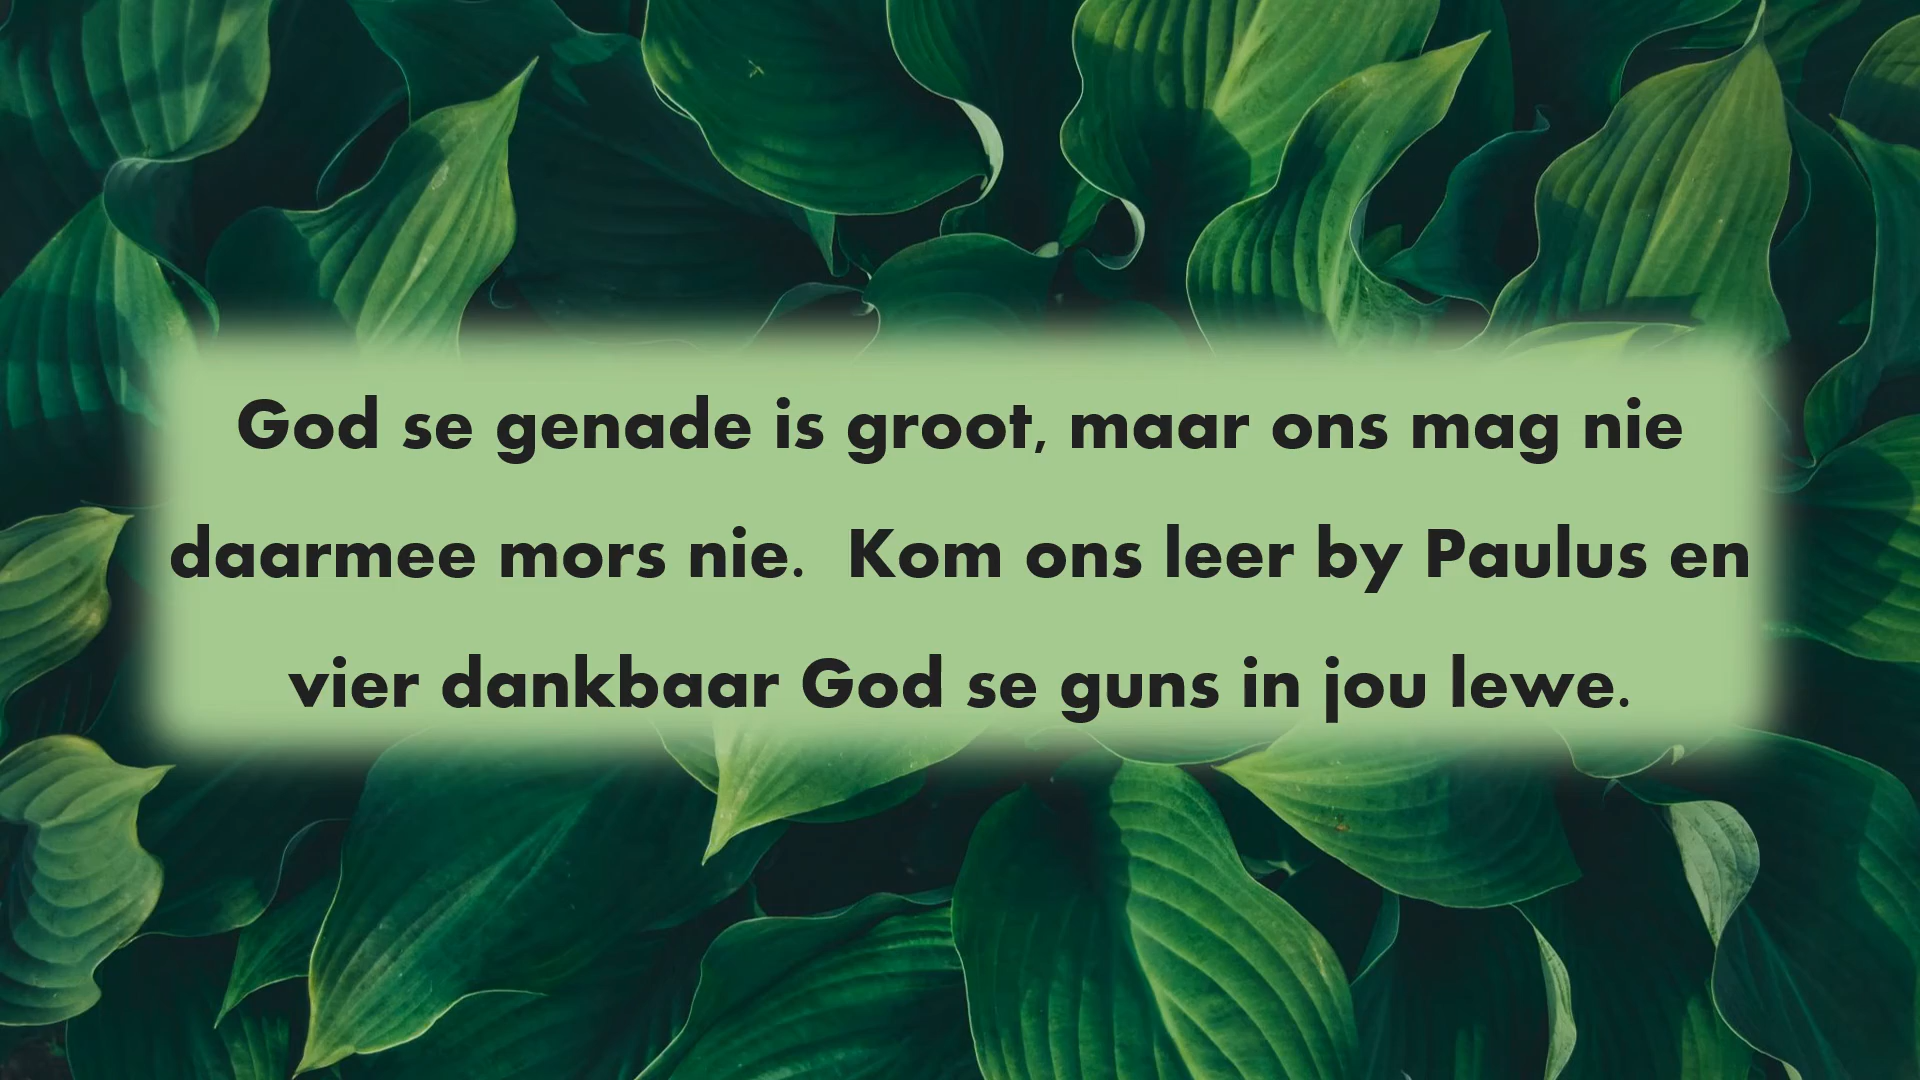 God se genade is groot, maar ons mag nie
daarmee mors nie.  Kom ons leer by Paulus en
vier dankbaar God se guns in jou lewe.